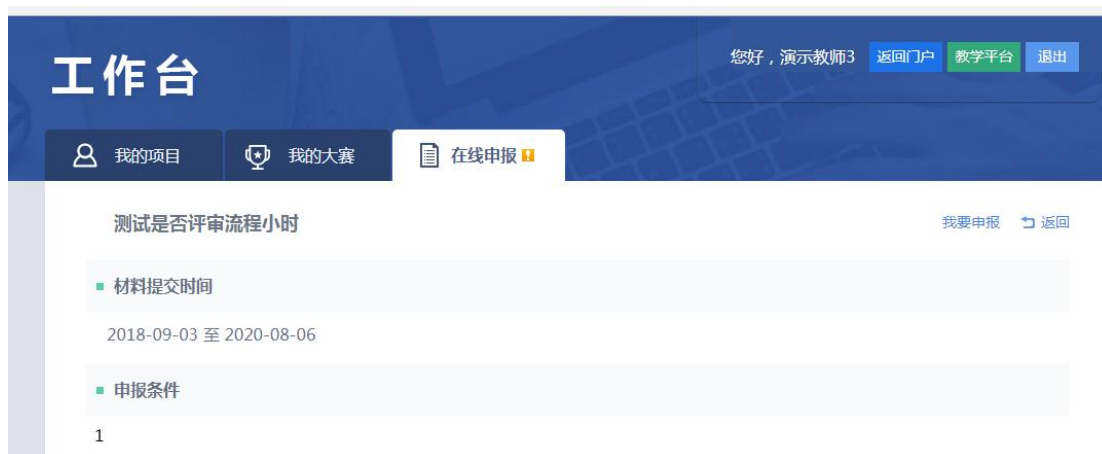 工作台
您好，演示教师3 返回门户 教学平台 退出
我的项目 我的大赛 在线申报
测试是否评审流程小时 我要申报 返回
材料提交时间
2018-09-03 至 2020-08-06
申报条件
1